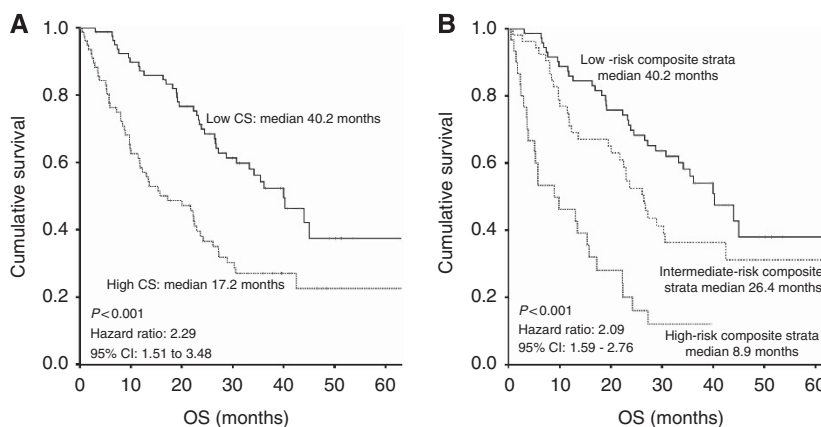 A
1.0
0.8
0.6
0.4
0.2
0.0
Cumulative survival
Low CS: median 40.2 months
High CS: median 17.2 months
P<0.001
Hazard ratio: 2.29
95% CI: 1.51 to 3.48
0 10 20 30 40 50 60
OS (months)
B
1.0
0.8
0.6
0.4
0.2
0.0
Cumulative survival
Low -risk composite strata
median 40.2 months
Intermediate-risk composite
strata median 26.4 months
P<0.001
Hazard ratio: 2.09
95% CI: 1.59 - 2.76
High-risk composite strata
median 8.9 months
0 10 20 30 40 50 60
OS (months)